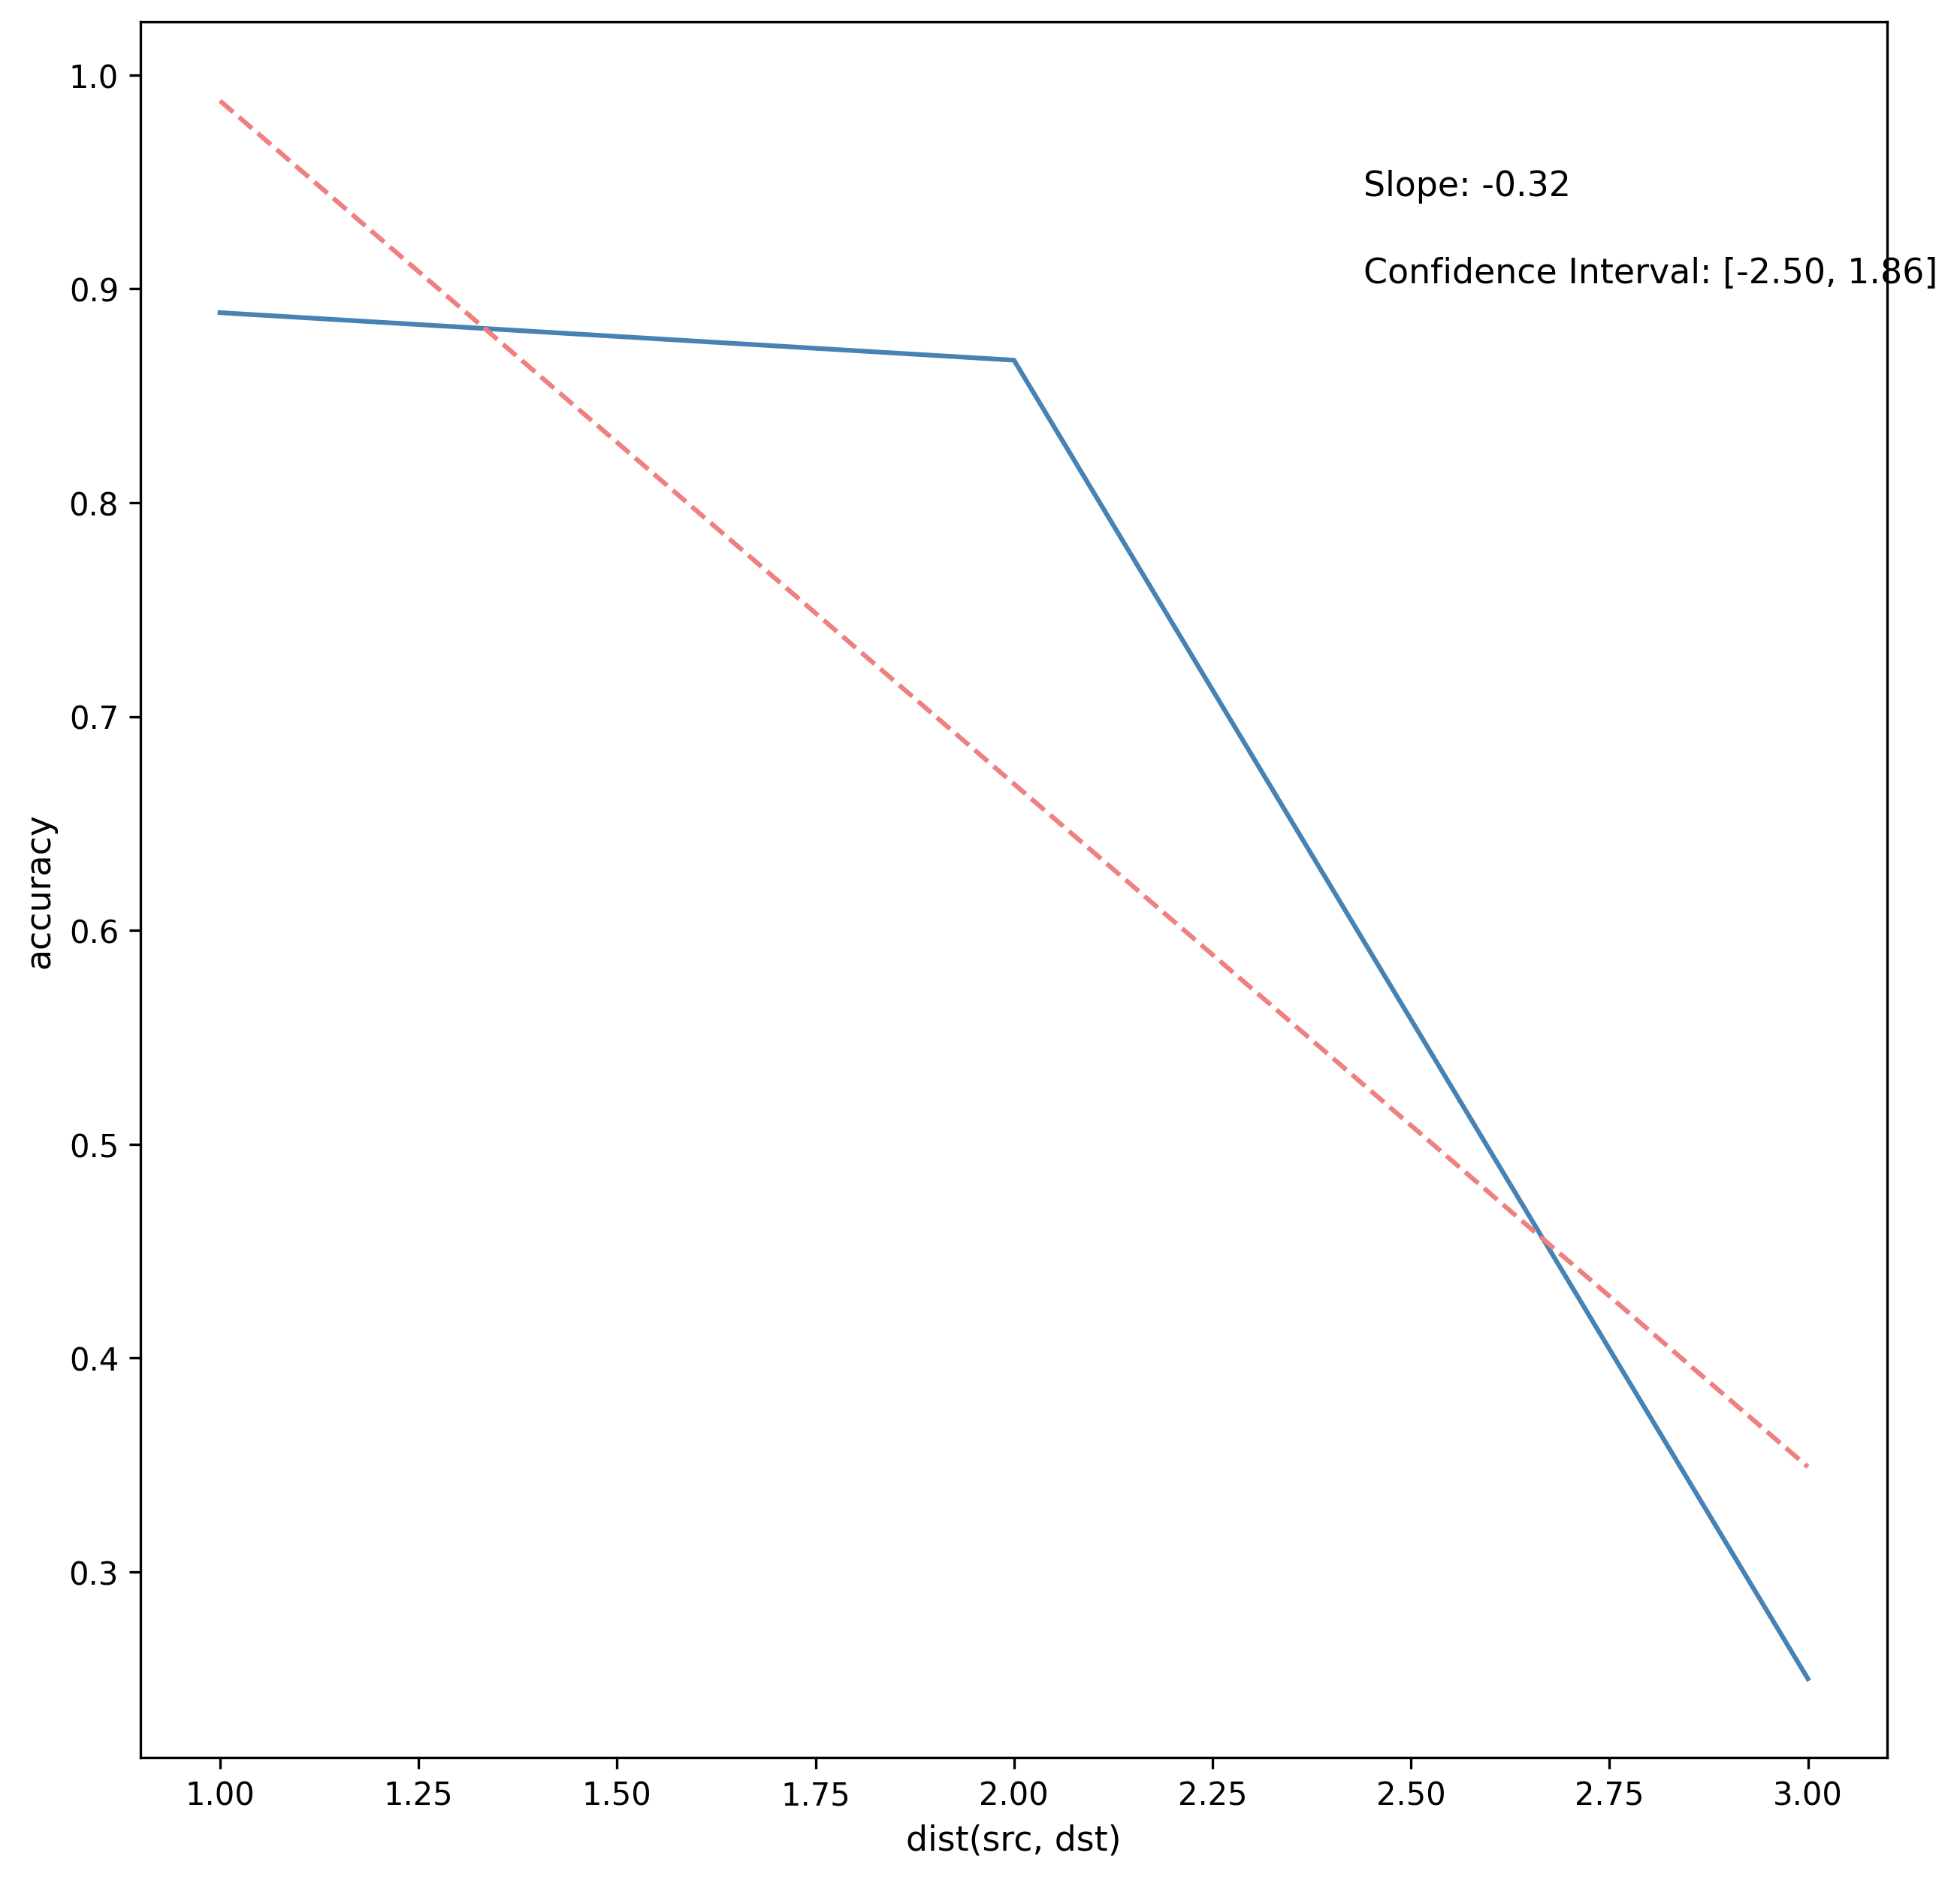 1.0
Slope: -0.32
Confidence Interval: [-2.50, 1.86]
0.9
0.8
0.7
0.6
0.5
0.4
0.3
accuracy
1.00 1.25 1.50 1.75 2.00 2.25 2.50 2.75 3.00
dist(src, dst)